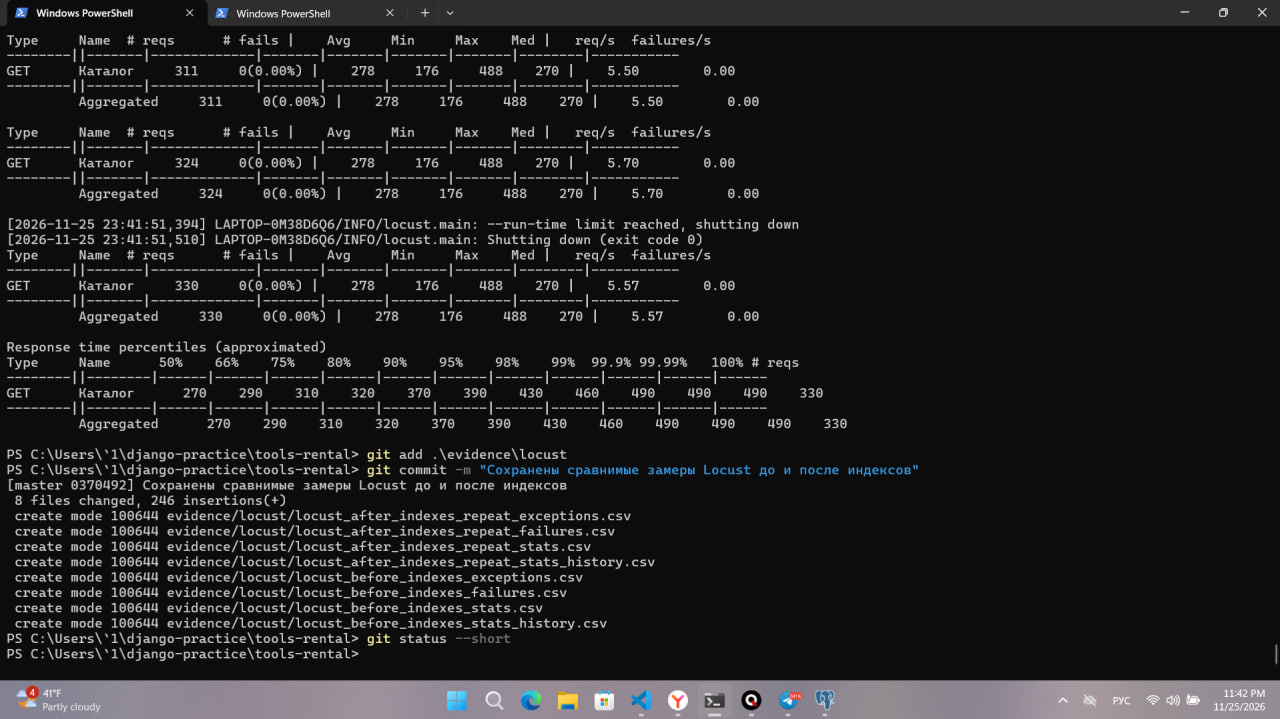 Windows PowerShell
Windows PowerShell
Type Name # reqs # fails | Avg Min Max Med | req/s failures/s
--------||-------|-------------|-------|-------|-------|-------|--------|-----------
GET Каталог 311 0(0.00%) | 278 176 488 270 | 5.50 0.00
--------||-------|-------------|-------|-------|-------|-------|--------|-----------
Aggregated 311 0(0.00%) | 278 176 488 270 | 5.50 0.00
Type Name # reqs # fails | Avg Min Max Med | req/s failures/s
--------||-------|-------------|-------|-------|-------|-------|--------|-----------
GET Каталог 324 0(0.00%) | 278 176 488 270 | 5.70 0.00
--------||-------|-------------|-------|-------|-------|-------|--------|-----------
Aggregated 324 0(0.00%) | 278 176 488 270 | 5.70 0.00
[2026-11-25 23:41:51,394] LAPTOP-0M38D6Q6/INFO/locust.main: --run-time limit reached, shutting down
[2026-11-25 23:41:51,510] LAPTOP-0M38D6Q6/INFO/locust.main: Shutting down (exit code 0)
Type Name # reqs # fails | Avg Min Max Med | req/s failures/s
--------||-------|-------------|-------|-------|-------|-------|--------|-----------
GET Каталог 330 0(0.00%) | 278 176 488 270 | 5.57 0.00
--------||-------|-------------|-------|-------|-------|-------|--------|-----------
Aggregated 330 0(0.00%) | 278 176 488 270 | 5.57 0.00
Response time percentiles (approximated)
Type Name 50% 66% 75% 80% 90% 95% 98% 99% 99.9% 99.99% 100% # reqs
--------||--------|------|------|------|------|------|------|------|------|------|------|------
GET Каталог 270 290 310 320 370 390 430 460 490 490 490 330
--------||--------|------|------|------|------|------|------|------|------|------|------|------
Aggregated 270 290 310 320 370 390 430 460 490 490 490 330
PS C:\Users\`1\django-practice\tools-rental> git add .\evidence\locust
PS C:\Users\`1\django-practice\tools-rental> git commit -m "Сохранены сравнимые замеры Locust до и после индексов"
[master 0370492] Сохранены сравнимые замеры Locust до и после индексов
8 files changed, 246 insertions(+)
create mode 100644 evidence/locust/locust_after_indexes_repeat_exceptions.csv
create mode 100644 evidence/locust/locust_after_indexes_repeat_failures.csv
create mode 100644 evidence/locust/locust_after_indexes_repeat_stats.csv
create mode 100644 evidence/locust/locust_after_indexes_repeat_stats_history.csv
create mode 100644 evidence/locust/locust_before_indexes_exceptions.csv
create mode 100644 evidence/locust/locust_before_indexes_failures.csv
create mode 100644 evidence/locust/locust_before_indexes_stats.csv
create mode 100644 evidence/locust/locust_before_indexes_stats_history.csv
PS C:\Users\`1\django-practice\tools-rental> git status --short
PS C:\Users\`1\django-practice\tools-rental>
4
41°F
Partly cloudy
РУС
11:42 PM
11/25/2026